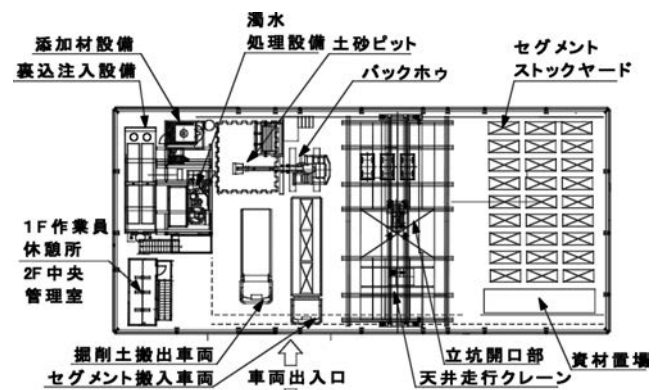 濁水
処理設備
添加材設備
裏込注入設備
土砂ピット
バックホゥ
セグメント
ストックヤード
1F作業員
休憩所
2F中央
管理室
掘削土搬出車両
セグメント搬入車両
車両出入口
立坑開口部
天井走行クレーン
資材置場